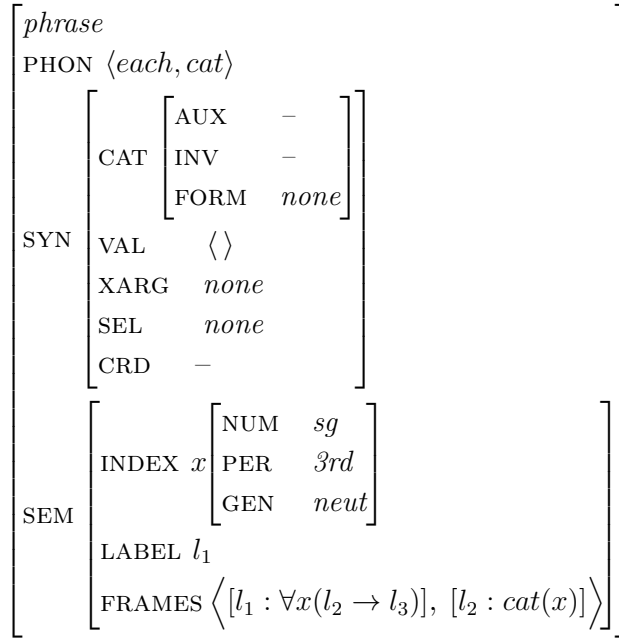 phrase
PHON ⟨each, cat⟩
SYN
CAT
AUX –
INV –
FORM none
VAL ⟨ ⟩
XARG none
SEL none
CRD –
SEM
INDEX x
NUM sg
PER 3rd
GEN neut
LABEL l₁
FRAMES ⟨[l₁ : ∀x(l₂ → l₃)], [l₂ : cat(x)]⟩